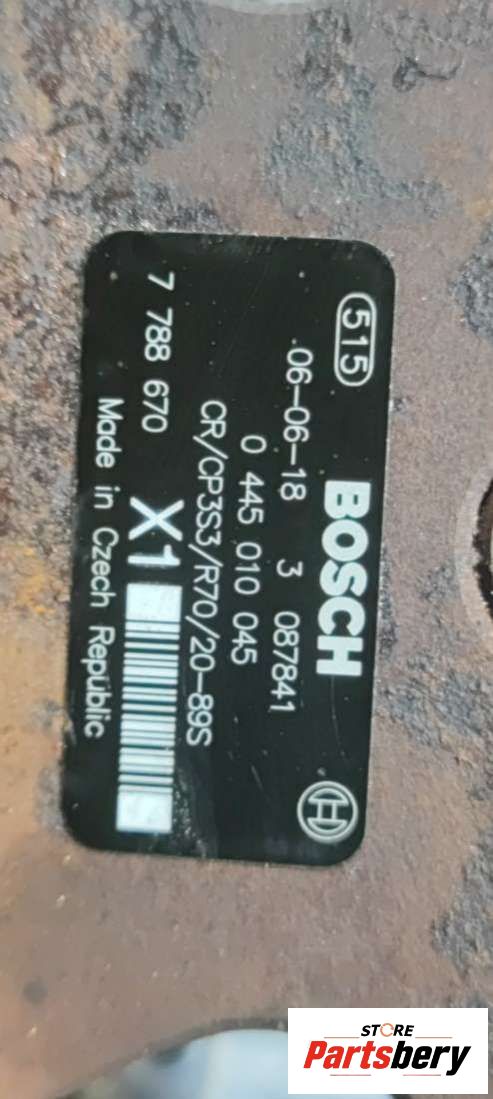 515
BOSCH
.06-06-18 3 087841
0 445 010 045
CR/CP3S3/R70/20-89S
7 788 670 X1
Made in Czech Republic
STORE
Partsbery